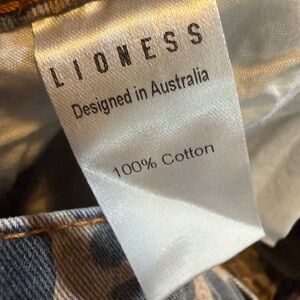 LIONESS
Designed in Australia
100% Cotton